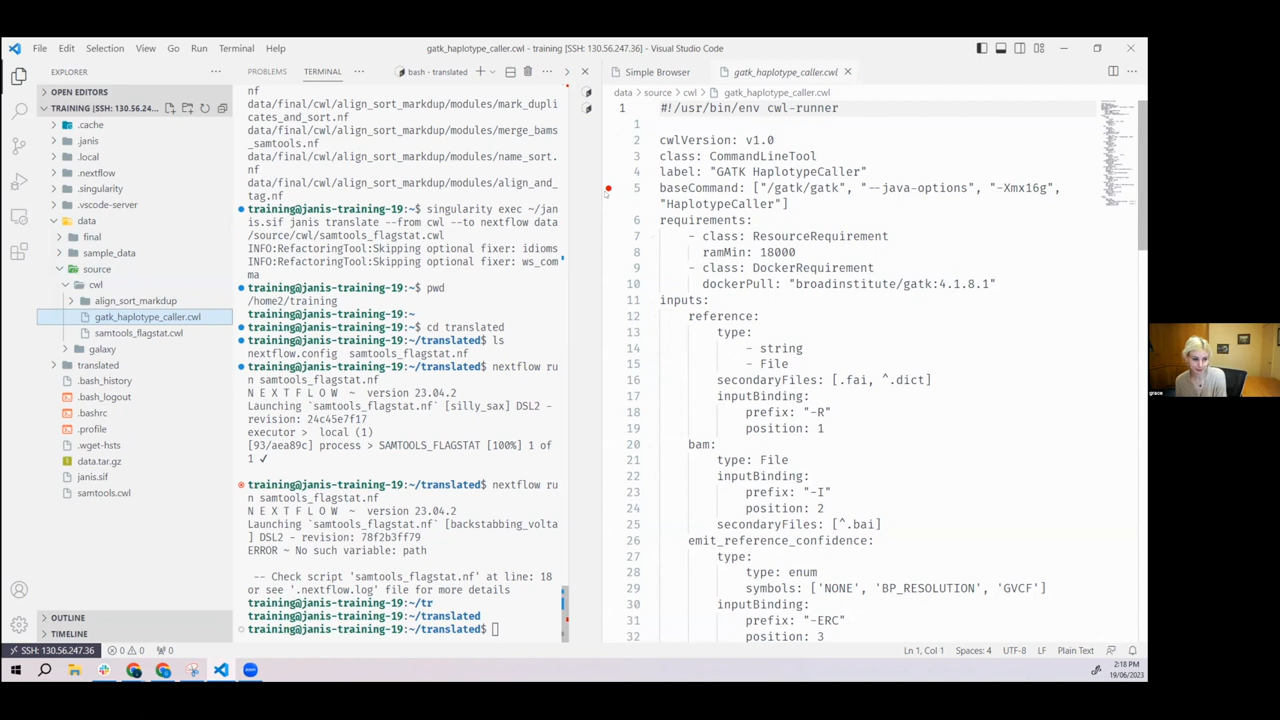 File Edit Selection View Go Run Terminal Help
gatk_haplotype_caller.cwl - training [SSH: 130.56.247.36] - Visual Studio Code
EXPLORER
OPEN EDITORS
TRAINING [SSH: 130.56.24...
.cache
.janis
.local
.nextflow
.singularity
.vscode-server
data
final
sample_data
source
cwl
align_sort_markdup
gatk_haplotype_caller.cwl
samtools_flagstat.cwl
galaxy
translated
.bash_history
.bash_logout
.bashrc
.profile
.wget-hsts
data.tar.gz
janis.sif
samtools.cwl
OUTLINE
TIMELINE
PROBLEMS TERMINAL
bash - translated
nf
data/final/cwl/align_sort_markdup/modules/mark_dupli
cates_and_sort.nf
data/final/cwl/align_sort_markdup/modules/merge_bams
_samtools.nf
data/final/cwl/align_sort_markdup/modules/name_sort.
nf
data/final/cwl/align_sort_markdup/modules/align_and_
tag.nf
training@janis-training-19:~$ singularity exec ~/jan
is.sif janis translate --from cwl --to nextflow data
/source/cwl/samtools_flagstat.cwl
INFO:RefactoringTool:Skipping optional fixer: idioms
INFO:RefactoringTool:Skipping optional fixer: ws_com
ma
training@janis-training-19:~$ pwd
/home2/training
training@janis-training-19:~
training@janis-training-19:~$ cd translated
training@janis-training-19:~/translated$ ls
nextflow.config samtools_flagstat.nf
training@janis-training-19:~/translated$ nextflow ru
n samtools_flagstat.nf
N E X T F L O W ~ version 23.04.2
Launching `samtools_flagstat.nf` [silly_sax] DSL2 -
revision: 24c45e7f17
executor > local (1)
[93/aea89c] process > SAMTOOLS_FLAGSTAT [100%] 1 of
1 ✓
training@janis-training-19:~/translated$ nextflow ru
n samtools_flagstat.nf
N E X T F L O W ~ version 23.04.2
Launching `samtools_flagstat.nf` [backstabbing_volta
] DSL2 - revision: 78f2b3ff79
ERROR ~ No such variable: path
-- Check script 'samtools_flagstat.nf' at line: 18
or see '.nextflow.log' file for more details
training@janis-training-19:~/tr
training@janis-training-19:~/translated
training@janis-training-19:~/translated$
Simple Browser gatk_haplotype_caller.cwl
data > source > cwl > gatk_haplotype_caller.cwl
1 #!/usr/bin/env cwl-runner
1
2 cwlVersion: v1.0
3 class: CommandLineTool
4 label: "GATK HaplotypeCaller"
5 baseCommand: ["/gatk/gatk", "--java-options", "-Xmx16g",
"HaplotypeCaller"]
6 requirements:
7 - class: ResourceRequirement
8 ramMin: 18000
9 - class: DockerRequirement
10 dockerPull: "broadinstitute/gatk:4.1.8.1"
11 inputs:
12 reference:
13 type:
14 - string
15 - File
16 secondaryFiles: [.fai, ^.dict]
17 inputBinding:
18 prefix: "-R"
19 position: 1
20 bam:
21 type: File
22 inputBinding:
23 prefix: "-I"
24 position: 2
25 secondaryFiles: [^.bai]
26 emit_reference_confidence:
27 type:
28 type: enum
29 symbols: ['NONE', 'BP_RESOLUTION', 'GVCF']
30 inputBinding:
31 prefix: "-ERC"
32 position: 3
SSH: 130.56.247.36 0 0 0 Ln 1, Col 1 Spaces: 4 UTF-8 LF Plain Text
2:18 PM
19/06/2023
grace